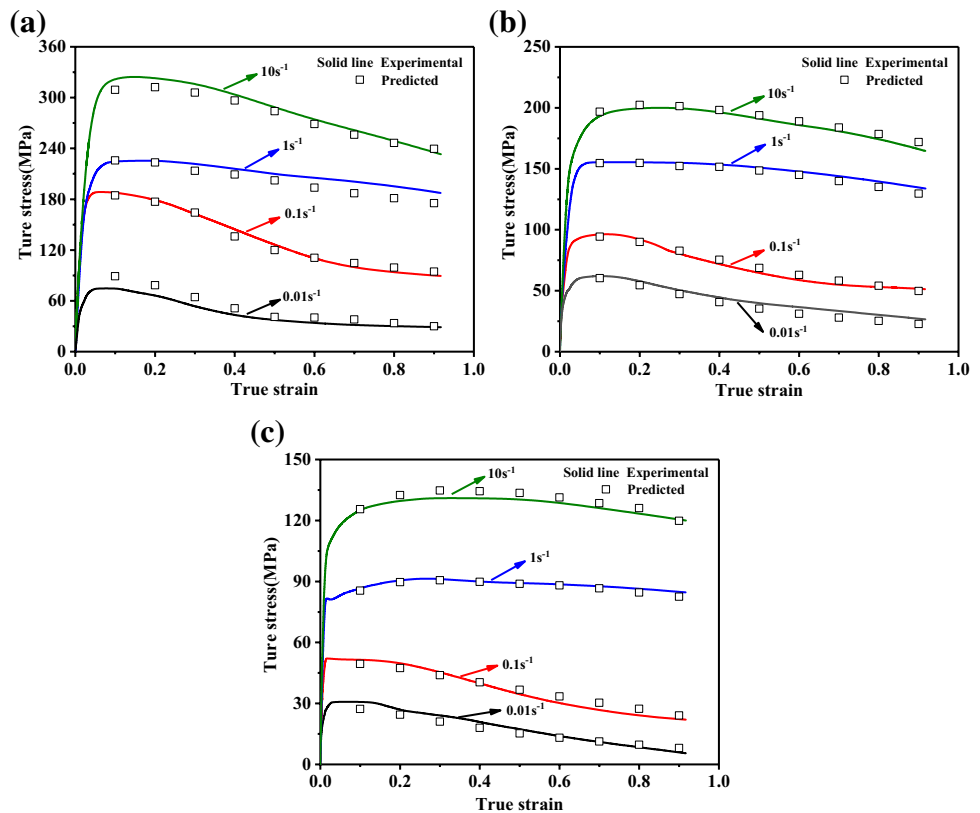 (a)
360
300
240
180
120
60
0
Ture stress(MPa)
0.0 0.2 0.4 0.6 0.8 1.0
True strain
Solid line Experimental
Predicted
10s-1
1s-1
0.1s-1
0.01s-1
(b)
250
200
150
100
50
0
Ture stress(MPa)
0.0 0.2 0.4 0.6 0.8 1.0
True strain
Solid line Experimental
Predicted
10s-1
1s-1
0.1s-1
0.01s-1
(c)
150
120
90
60
30
0
Ture stress(MPa)
0.0 0.2 0.4 0.6 0.8 1.0
True strain
Solid line Experimental
Predicted
10s-1
1s-1
0.1s-1
0.01s-1